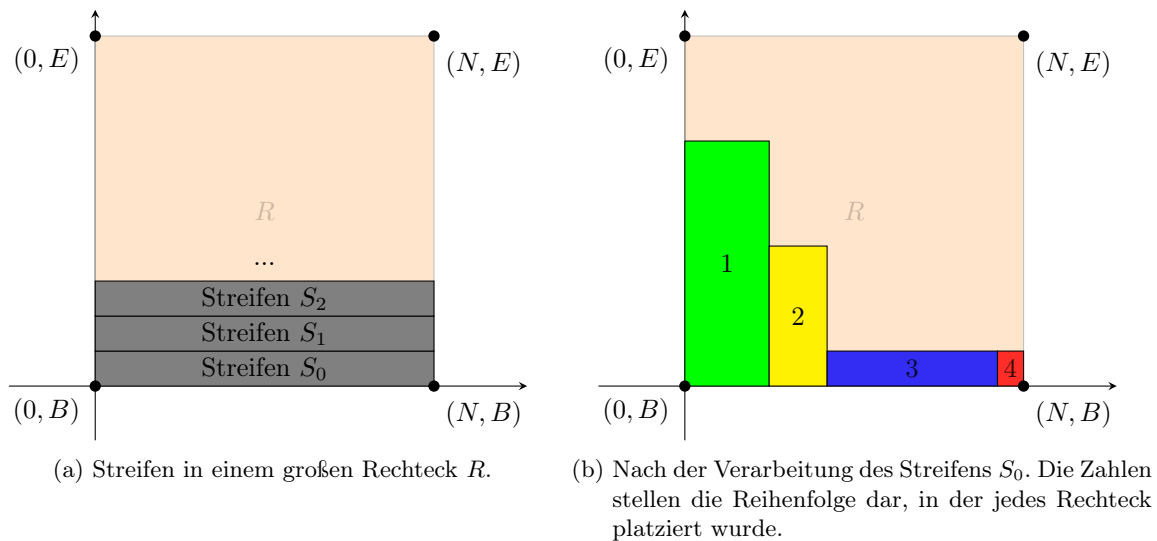 (0, E)
(N, E)
R
...
Streifen S₂
Streifen S₁
Streifen S₀
(0, B)
(N, B)
(a) Streifen in einem großen Rechteck R.
(0, E)
(N, E)
R
1
2
3
4
(0, B)
(N, B)
(b) Nach der Verarbeitung des Streifens S₀. Die Zahlen
stellen die Reihenfolge dar, in der jedes Rechteck
platziert wurde.